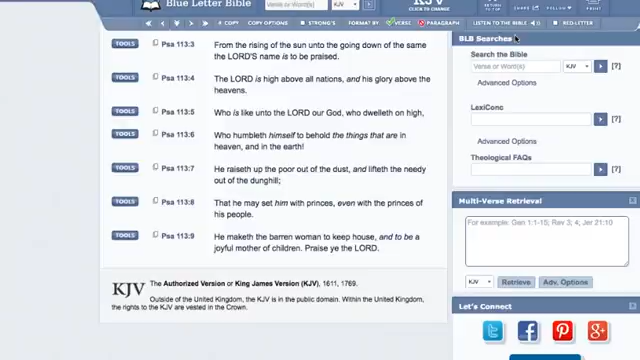 Blue Letter Bible
Verse or Word(s)
KJV
KJV
COPY
COPY OPTIONS
STRONG'S
FORMAT BY
VERSE
PARAGRAPH
LISTEN TO THE BIBLE
RED-LETTER
TOOLS Psa 113:3 From the rising of the sun unto the going down of the same
the LORD'S name is to be praised.
TOOLS Psa 113:4 The LORD is high above all nations, and his glory above the
heavens.
TOOLS Psa 113:5 Who is like unto the LORD our God, who dwelleth on high,
TOOLS Psa 113:6 Who humbleth himself to behold the things that are in
heaven, and in the earth!
TOOLS Psa 113:7 He raiseth up the poor out of the dust, and lifteth the needy
out of the dunghill;
TOOLS Psa 113:8 That he may set him with princes, even with the princes of
his people.
TOOLS Psa 113:9 He maketh the barren woman to keep house, and to be a
joyful mother of children. Praise ye the LORD.
KJV
The Authorized Version or King James Version (KJV), 1611, 1769.
Outside of the United Kingdom, the KJV is in the public domain. Within the United Kingdom,
the rights to the KJV are vested in the Crown.
BLB Searches
Search the Bible
Verse or Word(s) KJV [?]
Advanced Options
LexiConc
[?]
Advanced Options
Theological FAQs
[?]
Multi-Verse Retrieval
For example: Gen 1:1-15; Rev 3; 4; Jer 21:10
KJV Retrieve Adv. Options
Let's Connect